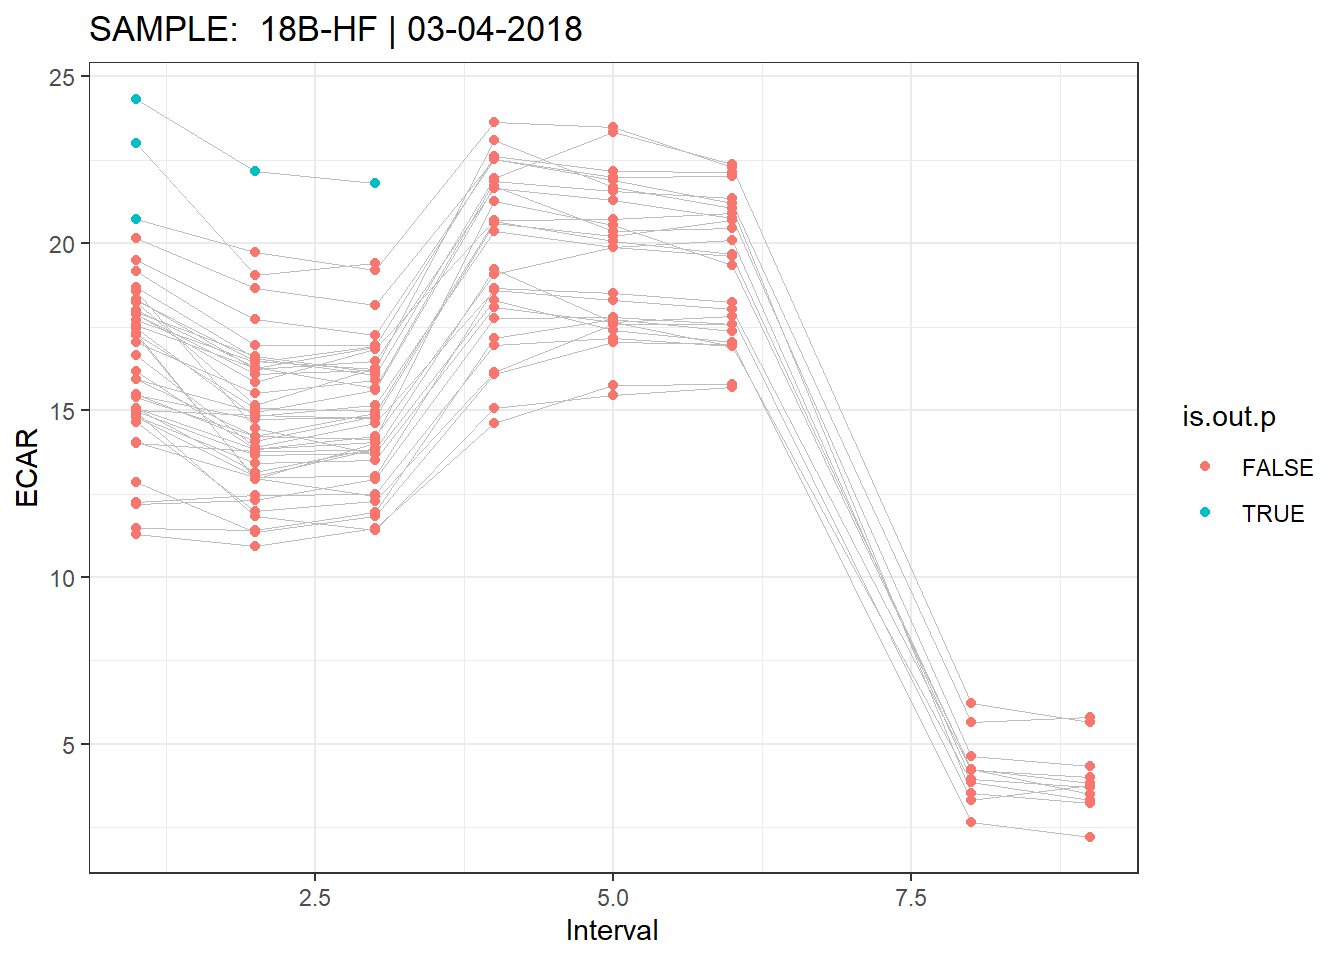 SAMPLE:  18B-HF | 03-04-2018
25
20
15
10
5
ECAR
2.5
5.0
7.5
Interval
is.out.p
FALSE
TRUE